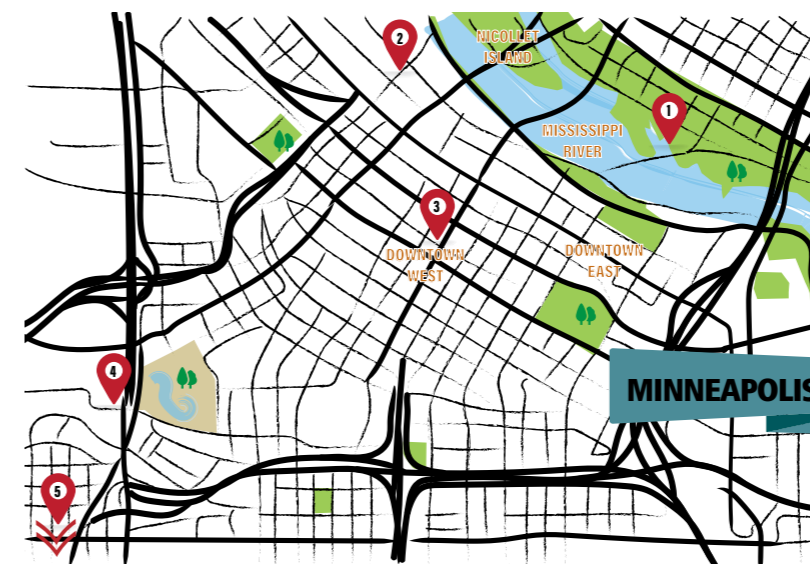 2
NICOLLET
ISLAND
1
MISSISSIPPI
RIVER
3
DOWNTOWN
WEST
DOWNTOWN
EAST
4
MINNEAPOLIS
5